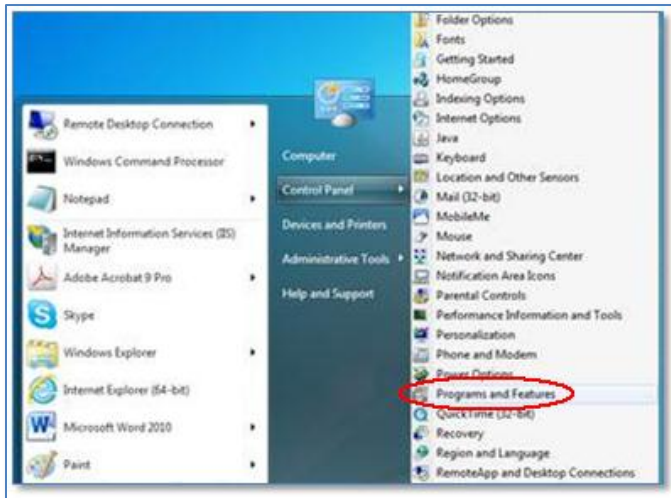 Remote Desktop Connection
Windows Command Processor
Notepad
Internet Information Services (IIS)
Manager
Adobe Acrobat 9 Pro
Skype
Windows Explorer
Internet Explorer (64-bit)
Microsoft Word 2010
Paint
Computer
Control Panel
Devices and Printers
Administrative Tools
Help and Support
Folder Options
Fonts
Getting Started
HomeGroup
Indexing Options
Internet Options
Java
Keyboard
Location and Other Sensors
Mail (32-bit)
MobileMe
Mouse
Network and Sharing Center
Notification Area Icons
Parental Controls
Performance Information and Tools
Personalization
Phone and Modem
Power Options
Programs and Features
QuickTime (32-bit)
Recovery
Region and Language
RemoteApp and Desktop Connections